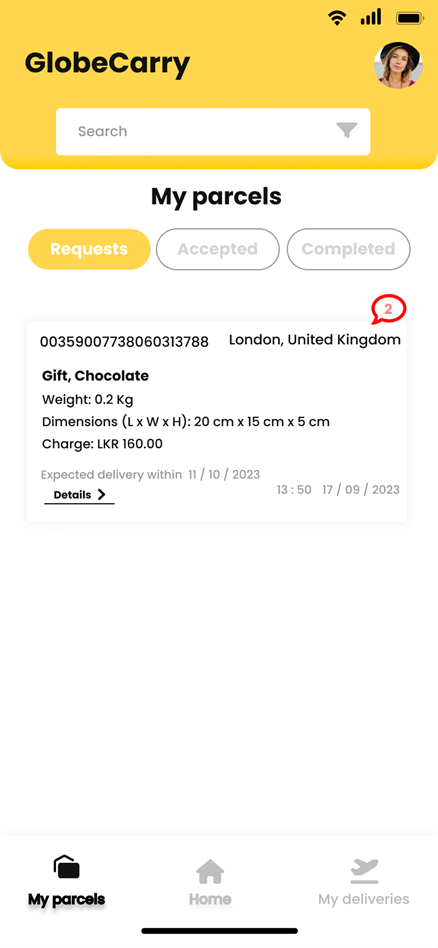 GlobeCarry
Search
My parcels
Requests Accepted Completed
2
00359007738060313788 London, United Kingdom
Gift, Chocolate
Weight: 0.2 Kg
Dimensions (L x W x H): 20 cm x 15 cm x 5 cm
Charge: LKR 160.00
Expected delivery within 11 / 10 / 2023
Details
13 : 50 17 / 09 / 2023
My parcels Home My deliveries